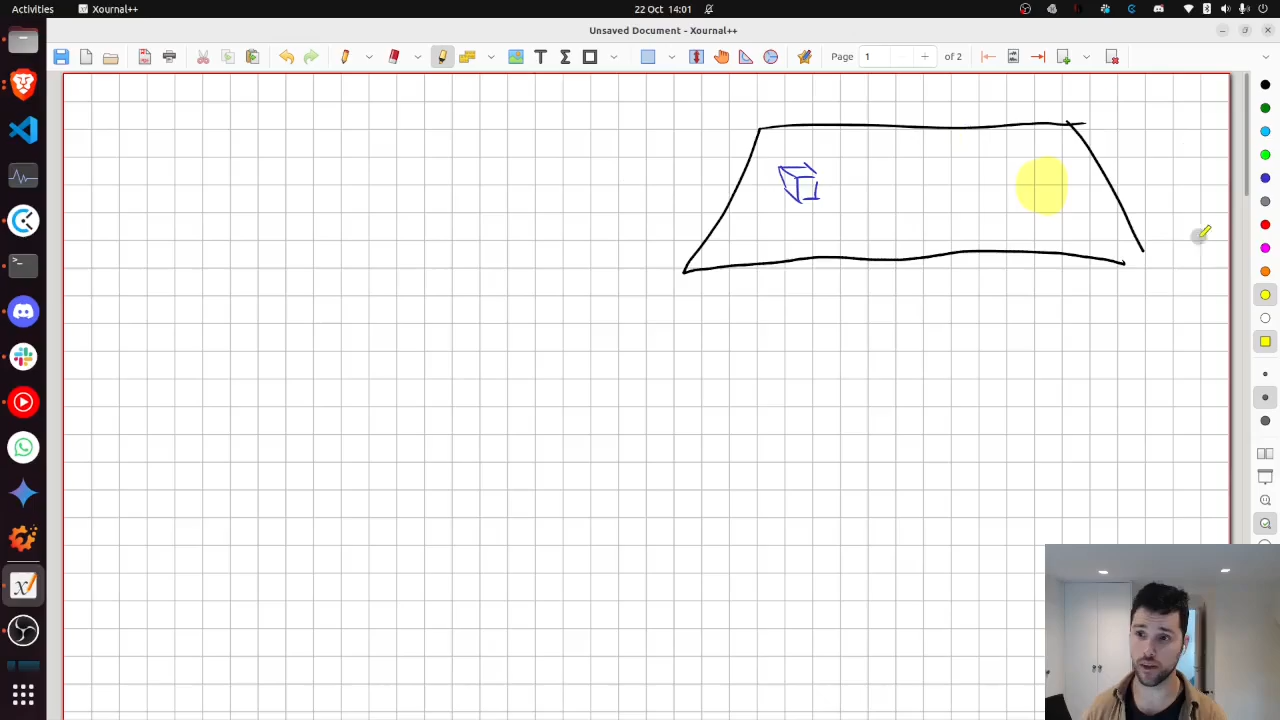 Activities
Xournal++
22 Oct 14:01
Unsaved Document - Xournal++
Page
1
of 2